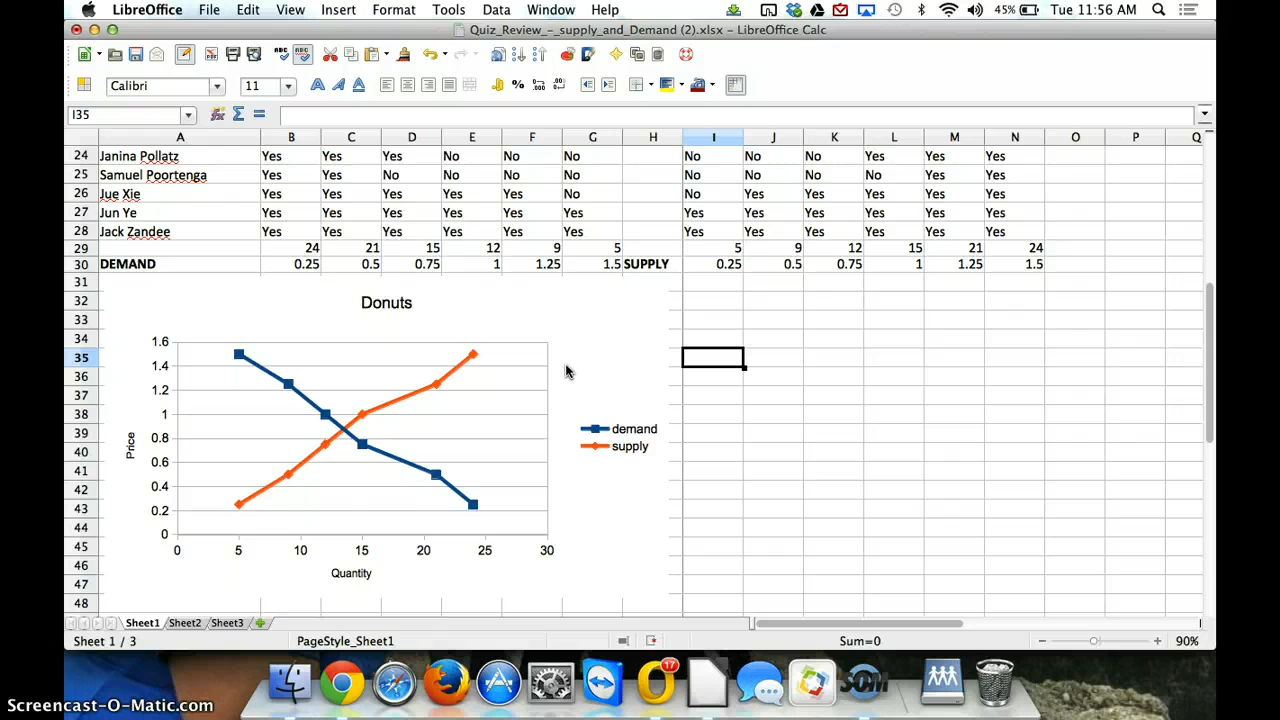 LibreOffice File Edit View Insert Format Tools Data Window Help 45% Tue 11:56 AM
Quiz_Review_-_supply_and_Demand (2).xlsx – LibreOffice Calc
Calibri 11
I35
A B C D E F G H I J K L M N O P Q
24 Janina Pollatz Yes Yes Yes No No No No No No Yes Yes Yes
25 Samuel Poortenga Yes Yes No No No No No No No No Yes Yes
26 Jue Xie Yes Yes Yes Yes Yes No No Yes Yes Yes Yes Yes
27 Jun Ye Yes Yes Yes Yes Yes Yes Yes Yes Yes Yes Yes Yes
28 Jack Zandee Yes Yes Yes Yes Yes Yes Yes Yes Yes Yes Yes Yes
29 24 21 15 12 9 5 5 9 12 15 21 24
30 DEMAND 0.25 0.5 0.75 1 1.25 1.5 SUPPLY 0.25 0.5 0.75 1 1.25 1.5
31
32
33
34
35
36
37
38
39
40
41
42
43
44
45
46
47
48
Donuts
1.6
1.4
1.2
1
0.8
0.6
0.4
0.2
0
Price
0 5 10 15 20 25 30
Quantity
demand
supply
Sheet1 Sheet2 Sheet3
Sheet 1 / 3 PageStyle_Sheet1 Sum=0 90%
17
SOM
Screencast-O-Matic.com